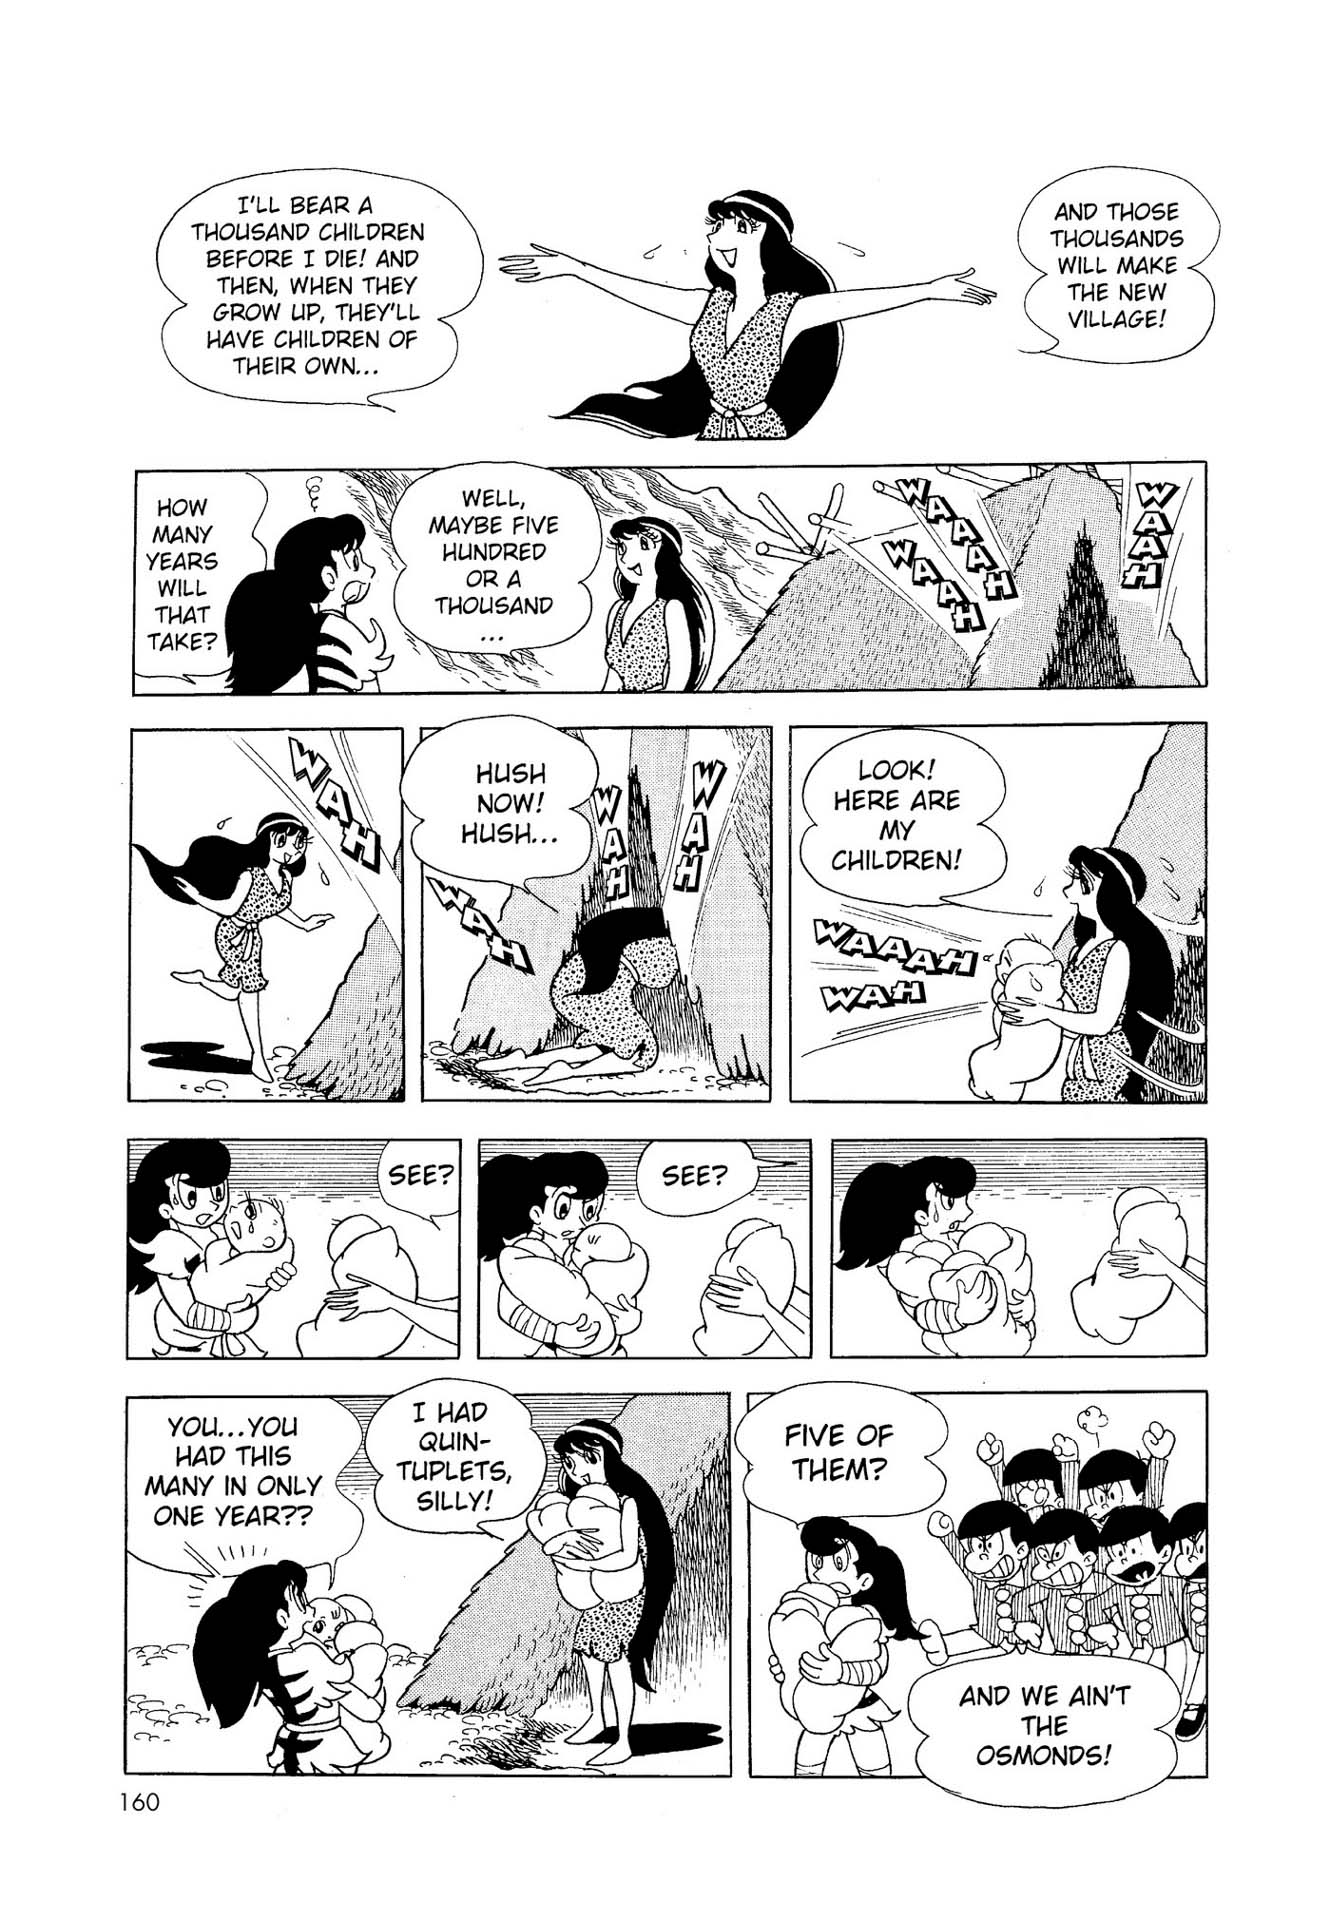 I'LL BEAR A
THOUSAND CHILDREN
BEFORE I DIE! AND
THEN, WHEN THEY
GROW UP, THEY'LL
HAVE CHILDREN OF
THEIR OWN...
AND THOSE
THOUSANDS
WILL MAKE
THE NEW
VILLAGE!
HOW
MANY
YEARS
WILL
THAT
TAKE?
WELL,
MAYBE FIVE
HUNDRED
OR A
THOUSAND
...
WAAAH
WAAH
WAAH
WAH
HUSH
NOW!
HUSH...
WAH
WAH
WAH
LOOK!
HERE ARE
MY
CHILDREN!
WAAAH
WAH
SEE?
SEE?
YOU...YOU
HAD THIS
MANY IN ONLY
ONE YEAR??
I HAD
QUIN-
TUPLETS,
SILLY!
FIVE OF
THEM?
AND WE AIN'T
THE
OSMONDS!
160